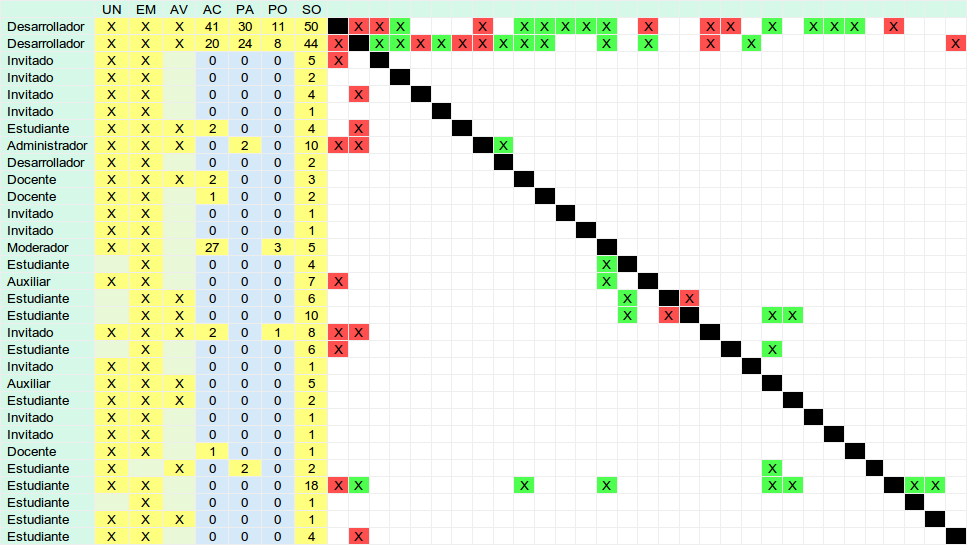 UN EM AV AC PA PO SO
Desarrollador X X X 41 30 11 50 X X X X X X X X X X X X X X X X X
Desarrollador X X X 20 24 8 44 X X X X X X X X X X X X X X X
Invitado X X 0 0 0 5 X
Invitado X X 0 0 0 2
Invitado X X 0 0 0 4 X
Invitado X X 0 0 0 1
Estudiante X X X 2 0 0 4 X
Administrador X X X 0 2 0 10 X X X
Desarrollador X X 0 0 0 2
Docente X X X 2 0 0 3
Docente X X 1 0 0 2
Invitado X X 0 0 0 1
Invitado X X 0 0 0 1
Moderador X X 27 0 3 5
Estudiante X 0 0 0 4 X
Auxiliar X X 0 0 0 7 X X
Estudiante X X 0 0 0 6 X X
Estudiante X X 0 0 0 10 X X X X
Invitado X X X 2 0 1 8 X X
Estudiante X 0 0 0 6 X X
Invitado X X 0 0 0 1
Auxiliar X X X 0 0 0 5
Estudiante X X X 0 0 0 2
Invitado X X 0 0 0 1
Invitado X X 0 0 0 1
Docente X X 1 0 0 1
Estudiante X X 0 2 0 2 X
Estudiante X X 0 0 0 18 X X X X X X X X
Estudiante X 0 0 0 1
Estudiante X X X 0 0 0 1
Estudiante X X 0 0 0 4 X